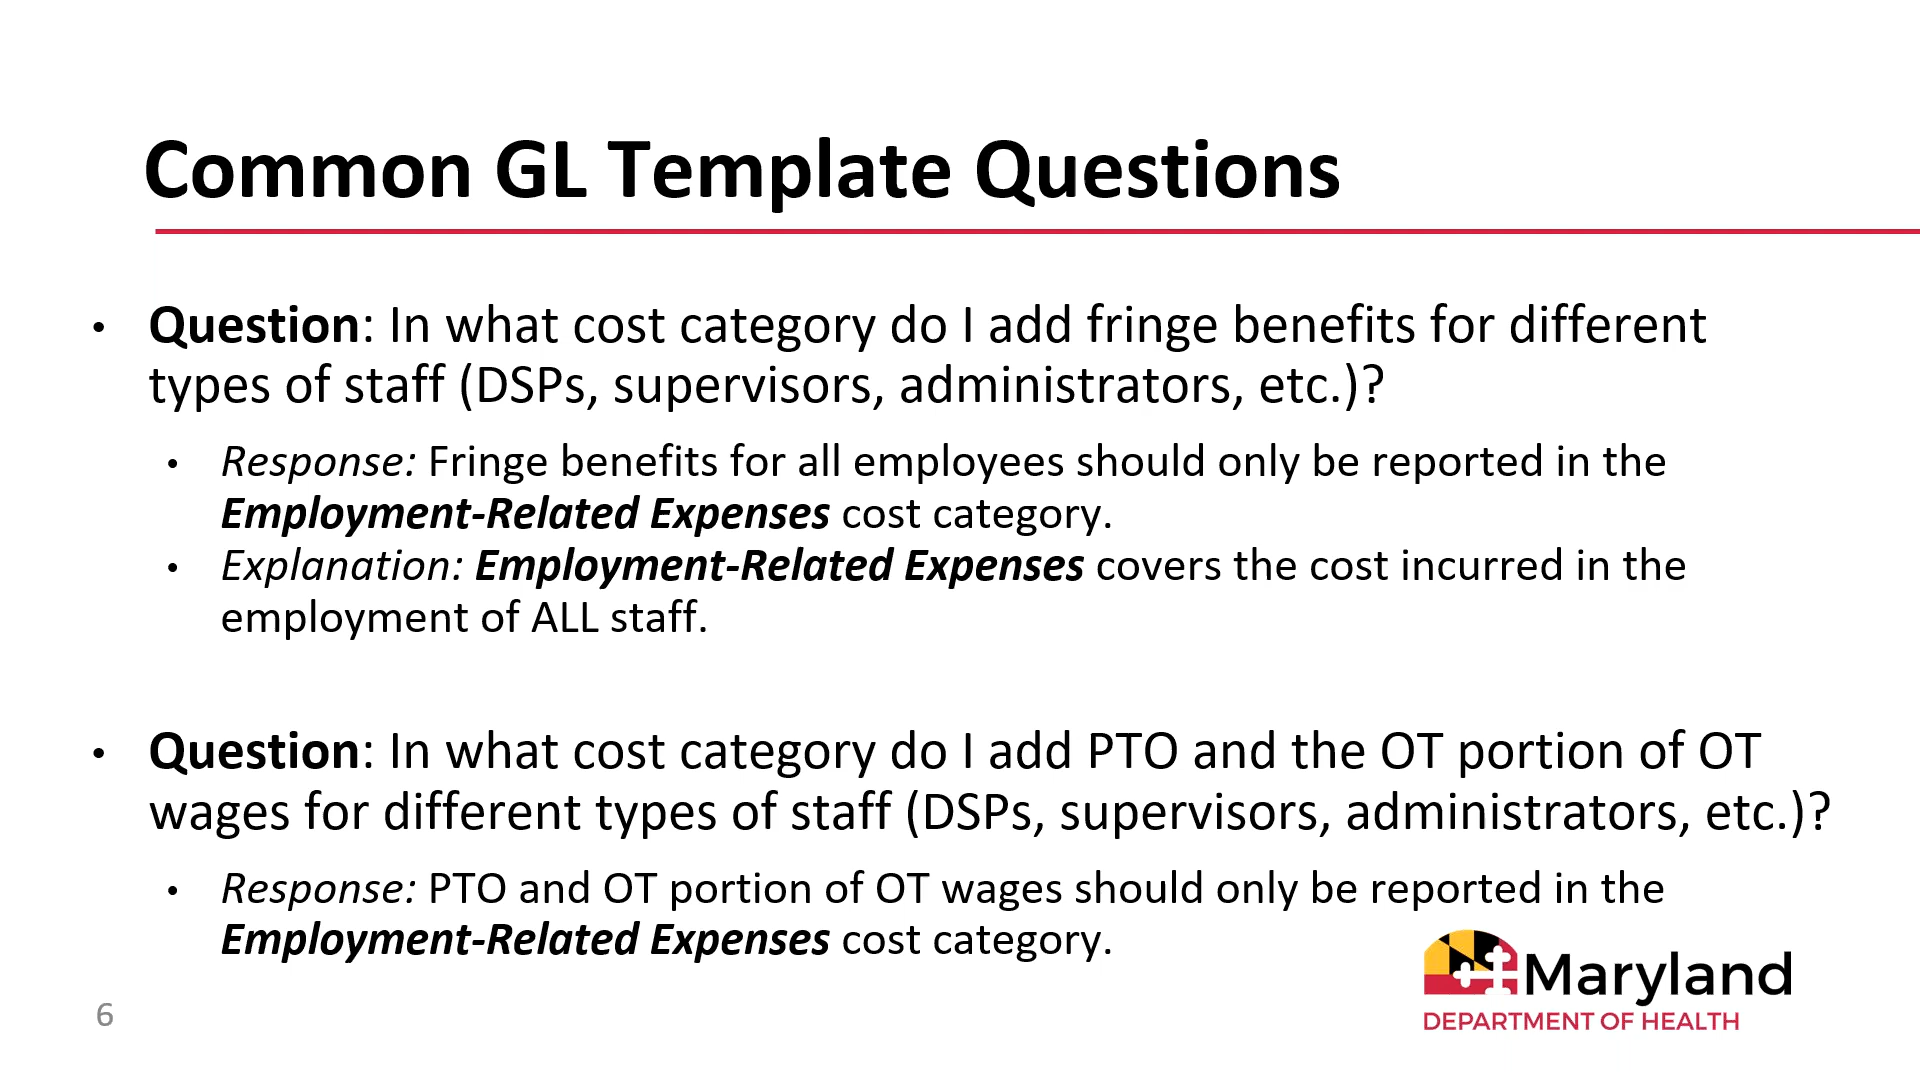 Common GL Template Questions
• Question: In what cost category do I add fringe benefits for different
types of staff (DSPs, supervisors, administrators, etc.)?
• Response: Fringe benefits for all employees should only be reported in the
Employment-Related Expenses cost category.
• Explanation: Employment-Related Expenses covers the cost incurred in the
employment of ALL staff.
• Question: In what cost category do I add PTO and the OT portion of OT
wages for different types of staff (DSPs, supervisors, administrators, etc.)?
• Response: PTO and OT portion of OT wages should only be reported in the
Employment-Related Expenses cost category.
6
Maryland
DEPARTMENT OF HEALTH